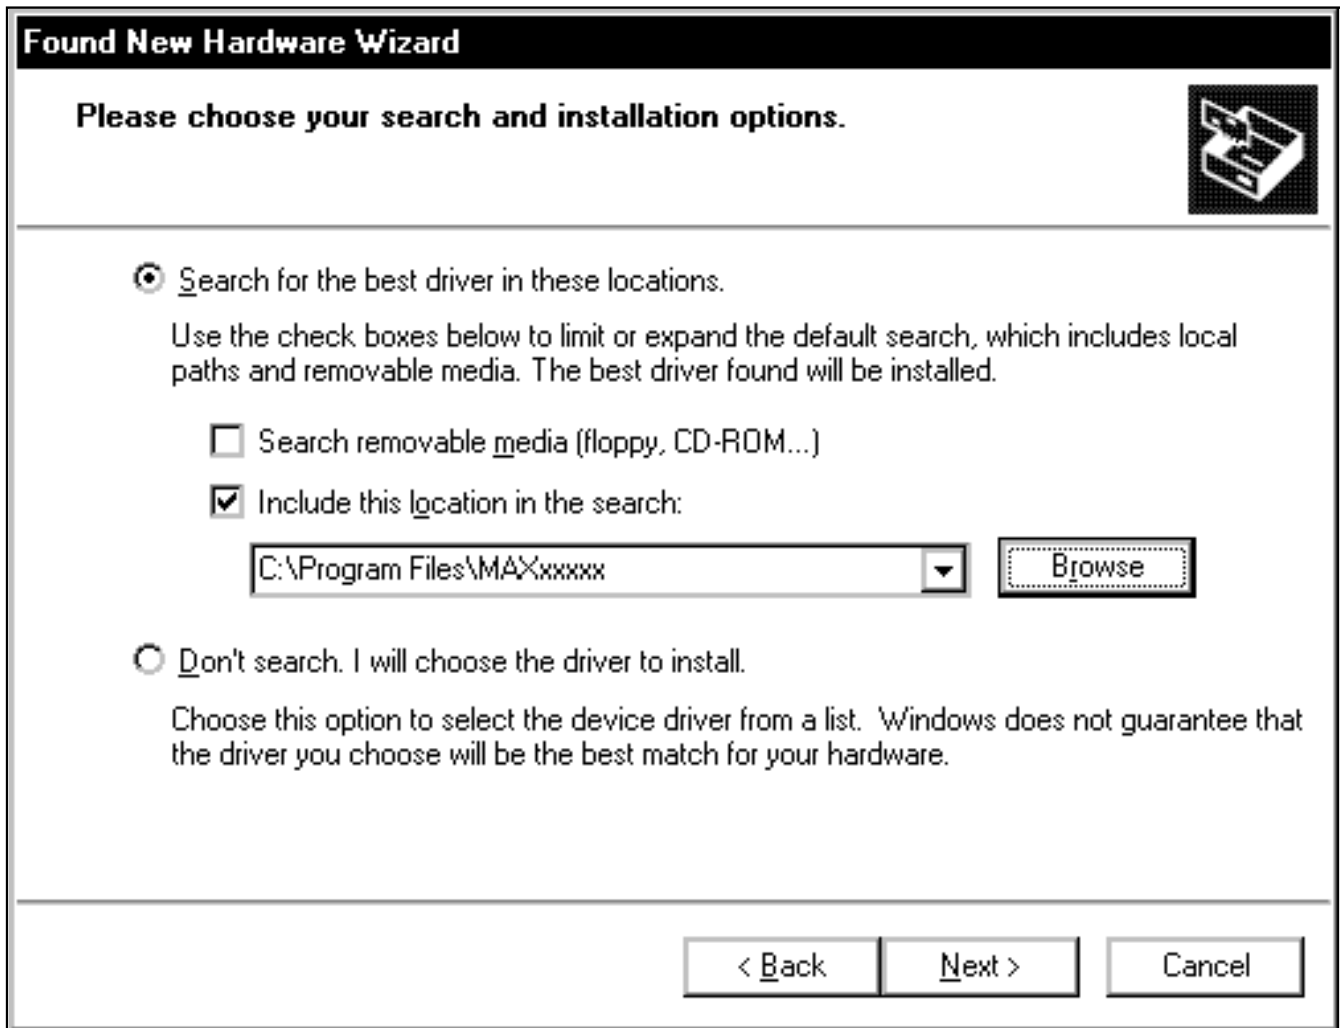 Found New Hardware Wizard
Please choose your search and installation options.
Search for the best driver in these locations.
Use the check boxes below to limit or expand the default search, which includes local
paths and removable media. The best driver found will be installed.
Search removable media (floppy, CD-ROM...)
Include this location in the search:
C:\Program Files\MAXxxxxx
Browse
Don't search. I will choose the driver to install.
Choose this option to select the device driver from a list.  Windows does not guarantee that
the driver you choose will be the best match for your hardware.
< Back
Next >
Cancel